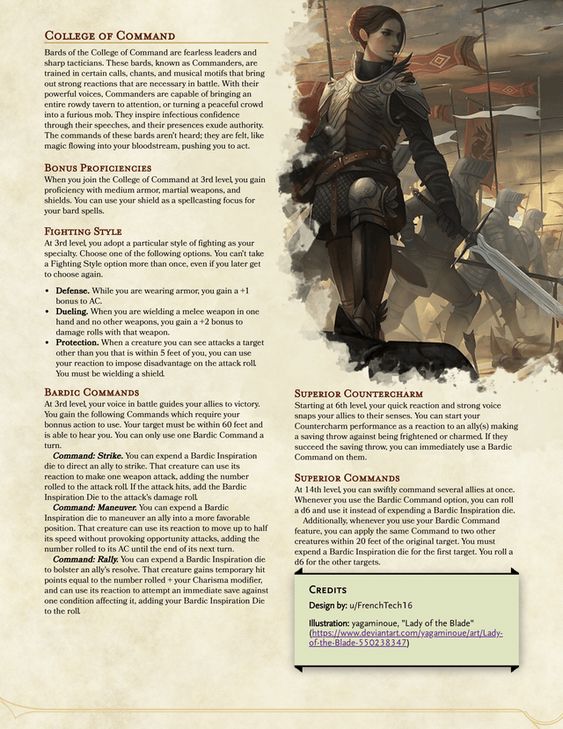 College of Command
Bards of the College of Command are fearless leaders and
sharp tacticians. These bards, known as Commanders, are
trained in certain calls, chants, and musical motifs that bring
out strong reactions that are necessary in battle. With their
powerful voices, Commanders are capable of bringing an
entire rowdy tavern to attention, or turning a peaceful crowd
into a furious mob. They inspire infectious confidence
through their speeches, and their presences exude authority.
The commands of these bards aren't heard; they are felt, like
magic flowing into your bloodstream, pushing you to act.
Bonus Proficiencies
When you join the College of Command at 3rd level, you gain
proficiency with medium armor, martial weapons, and
shields. You can use your shield as a spellcasting focus for
your bard spells.
Fighting Style
At 3rd level, you adopt a particular style of fighting as your
specialty. Choose one of the following options. You can't take
a Fighting Style option more than once, even if you later get
to choose again.
• Defense. While you are wearing armor, you gain a +1
bonus to AC.
• Dueling. When you are wielding a melee weapon in one
hand and no other weapons, you gain a +2 bonus to
damage rolls with that weapon.
• Protection. When a creature you can see attacks a target
other than you that is within 5 feet of you, you can use
your reaction to impose disadvantage on the attack roll.
You must be wielding a shield.
Bardic Commands
At 3rd level, your voice in battle guides your allies to victory.
You gain the following Commands which require your
bonnus action to use. Your target must be within 60 feet and
is able to hear you. You can only use one Bardic Command a
turn.
Command: Strike. You can expend a Bardic Inspiration
die to direct an ally to strike. That creature can use its
reaction to make one weapon attack, adding the number
rolled to the attack roll. If the attack hits, add the Bardic
Inspiration Die to the attack's damage roll.
Command: Maneuver. You can expend a Bardic
Inspiration die to maneuver an ally into a more favorable
position. That creature can use its reaction to move up to half
its speed without provoking opportunity attacks, adding the
number rolled to its AC until the end of its next turn.
Command: Rally. You can expend a Bardic Inspiration die
to bolster an ally's resolve. That creature gains temporary hit
points equal to the number rolled + your Charisma modifier,
and can use its reaction to attempt an immediate save against
one condition affecting it, adding your Bardic Inspiration Die
to the roll.
Superior Countercharm
Starting at 6th level, your quick reaction and strong voice
snaps your allies to their senses. You can start your
Countercharm performance as a reaction to an ally(s) making
a saving throw against being frightened or charmed. If they
succeed the saving throw, you can immediately use a Bardic
Command on them.
Superior Commands
At 14th level, you can swiftly command several allies at once.
Whenever you use the Bardic Command option, you can roll
a d6 and use it instead of expending a Bardic Inspiration die.
Additionally, whenever you use your Bardic Command
feature, you can apply the same Command to two other
creatures within 20 feet of the original target. You must
expend a Bardic Inspiration die for the first target. You roll a
d6 for the other targets.
Credits
Design by: u/FrenchTech16
Illustration: yagaminoue, "Lady of the Blade"
(https://www.deviantart.com/yagaminoue/art/Lady-
of-the-Blade-550238347)